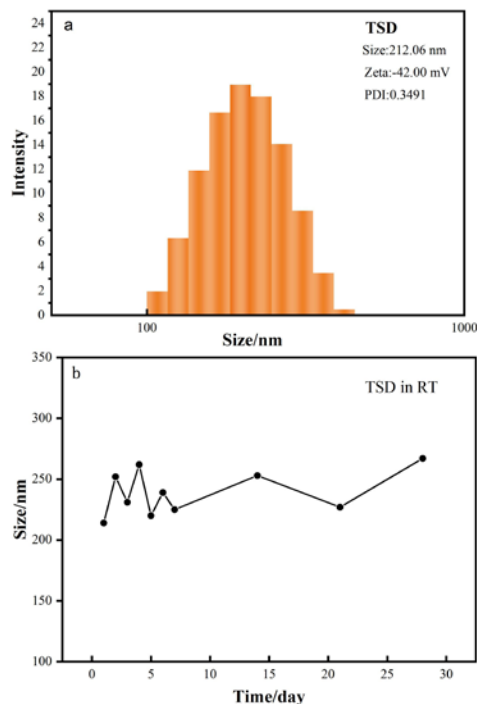 a
TSD
Size:212.06 nm
Zeta:-42.00 mV
PDI:0.3491
24
22
20
18
16
14
12
10
8
6
4
2
0
Intensity
100
1000
Size/nm
b
TSD in RT
350
300
250
200
150
100
Size/nm
0
5
10
15
20
25
30
Time/day